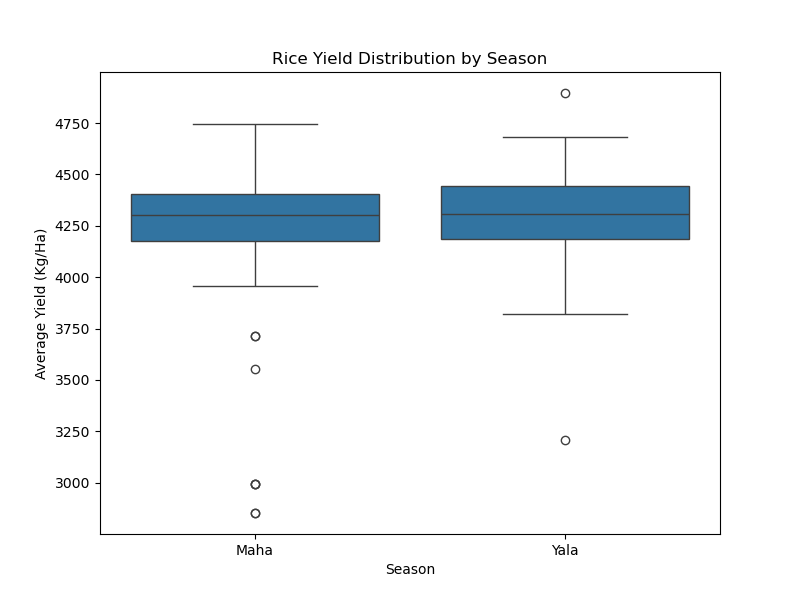 Rice Yield Distribution by Season
4750
4500
4250
4000
3750
3500
3250
3000
Average Yield (Kg/Ha)
Maha
Yala
Season